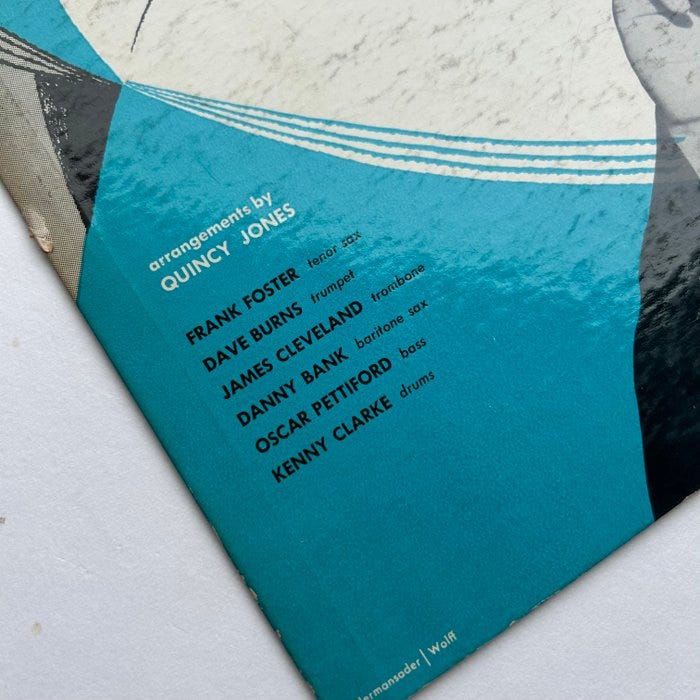 arrangements by
QUINCY JONES
FRANK FOSTER tenor sax
DAVE BURNS trumpet
JAMES CLEVELAND trombone
DANNY BANK baritone sax
OSCAR PETTIFORD bass
KENNY CLARKE drums
| Wolff